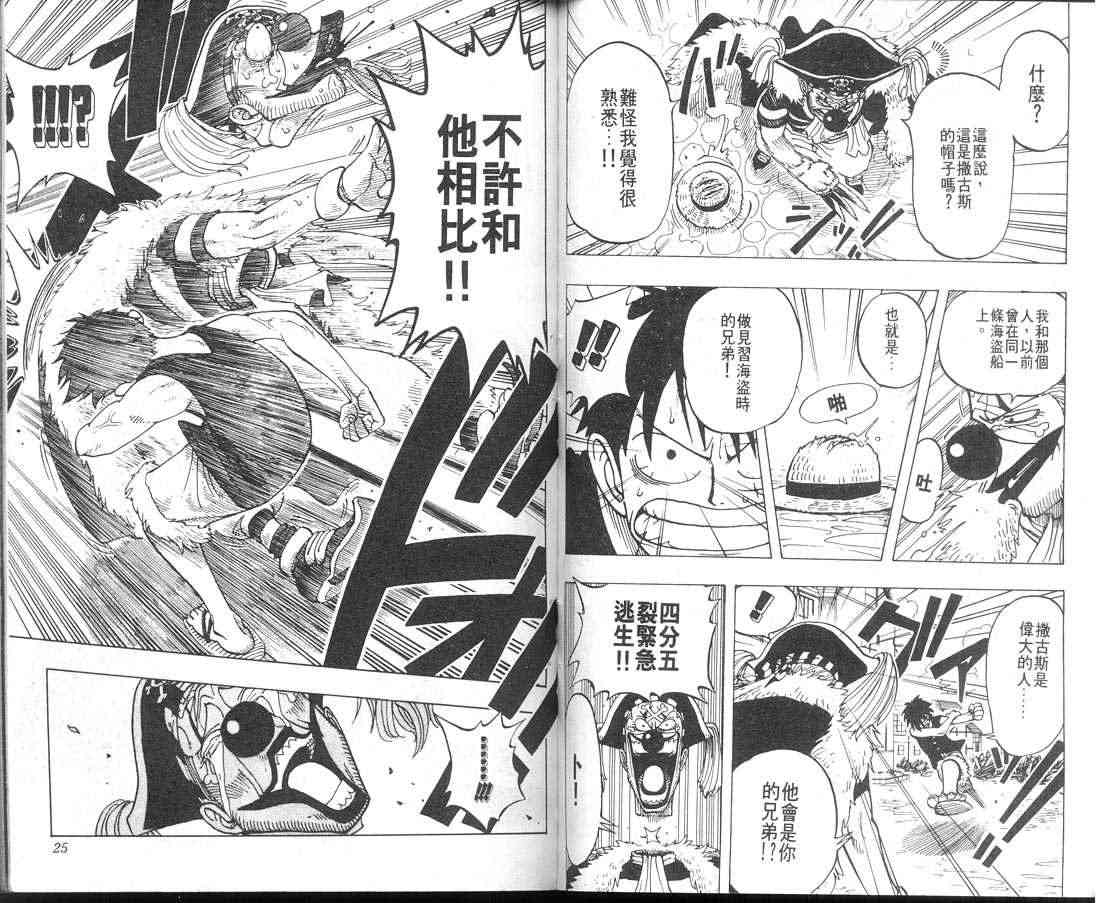 什麼?
這麼說,
這是撒古斯
的帽子嗎?
難怪我覺得很
熟悉…!!
我和那個
人,以前
曾在同一
條海盜船
上。
吐
也就是…
啪
做見習海盜時
的兄弟!
!!
撒古斯是
偉大的人……
!
他會是你
的兄弟!?
四分五
裂緊急
逃生!!
ト!
不許和
他相比!!
!!!!?
………!!!
25